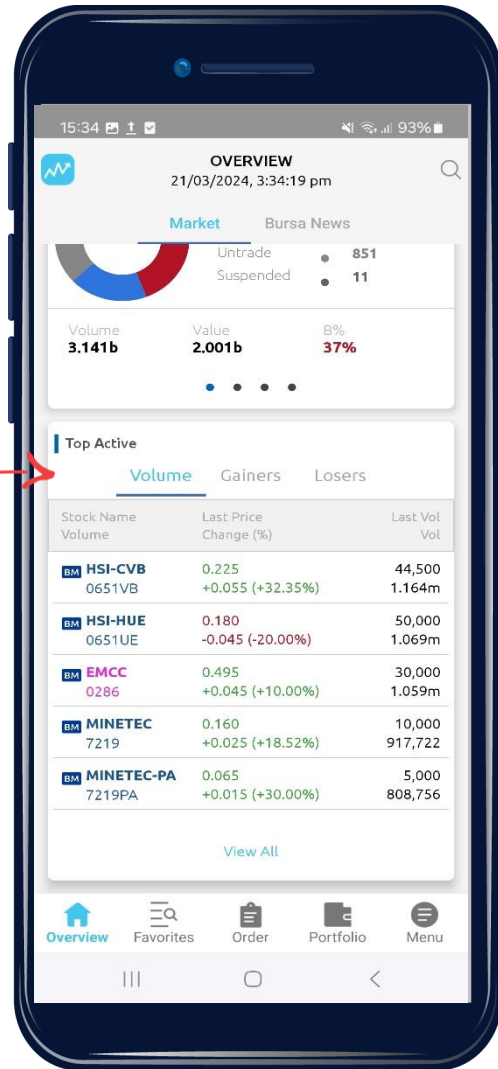 15:34 93%
OVERVIEW
21/03/2024, 3:34:19 pm
Market Bursa News
Untrade 851
Suspended 11
Volume Value B%
3.141b 2.001b 37%
Top Active
Volume Gainers Losers
Stock Name Last Price Last Vol
Volume Change (%) Vol
BM HSI-CVB 0.225 44,500
0651VB +0.055 (+32.35%) 1.164m
BM HSI-HUE 0.180 50,000
0651UE -0.045 (-20.00%) 1.069m
BM EMCC 0.495 30,000
0286 +0.045 (+10.00%) 1.059m
BM MINETEC 0.160 10,000
7219 +0.025 (+18.52%) 917,722
BM MINETEC-PA 0.065 5,000
7219PA +0.015 (+30.00%) 808,756
View All
Overview Favorites Order Portfolio Menu